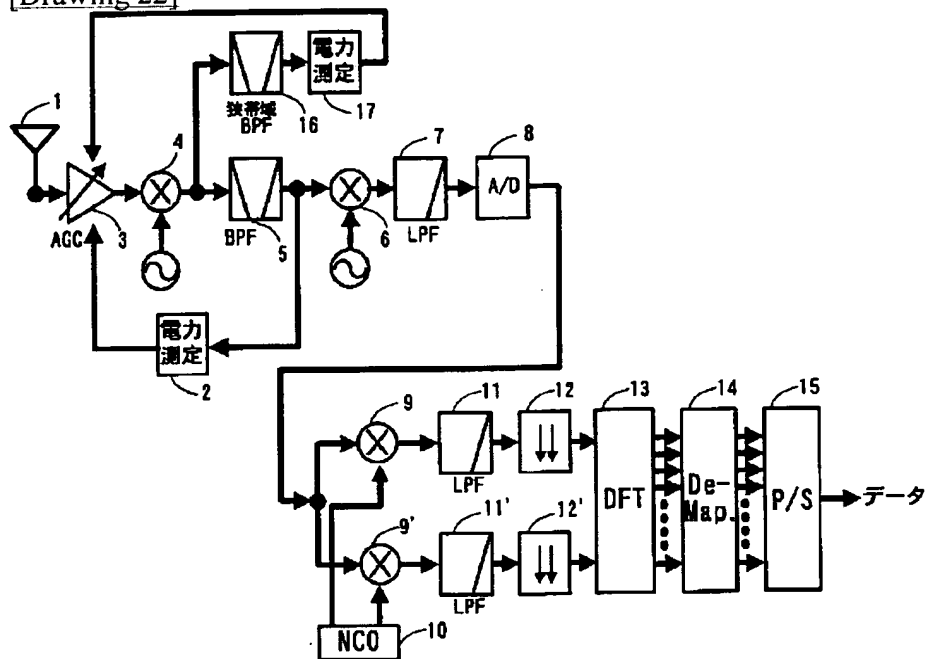 [Drawing 22]
電力
測定
17
狭帯域
BPF
16
1
4
7
8
A/D
AGC
3
BPF
5
6
LPF
電力
測定
2
9
11
12
13
14
15
LPF
DFT
De-
Map.
P/S
データ
9'
11'
12'
LPF
NCO
10